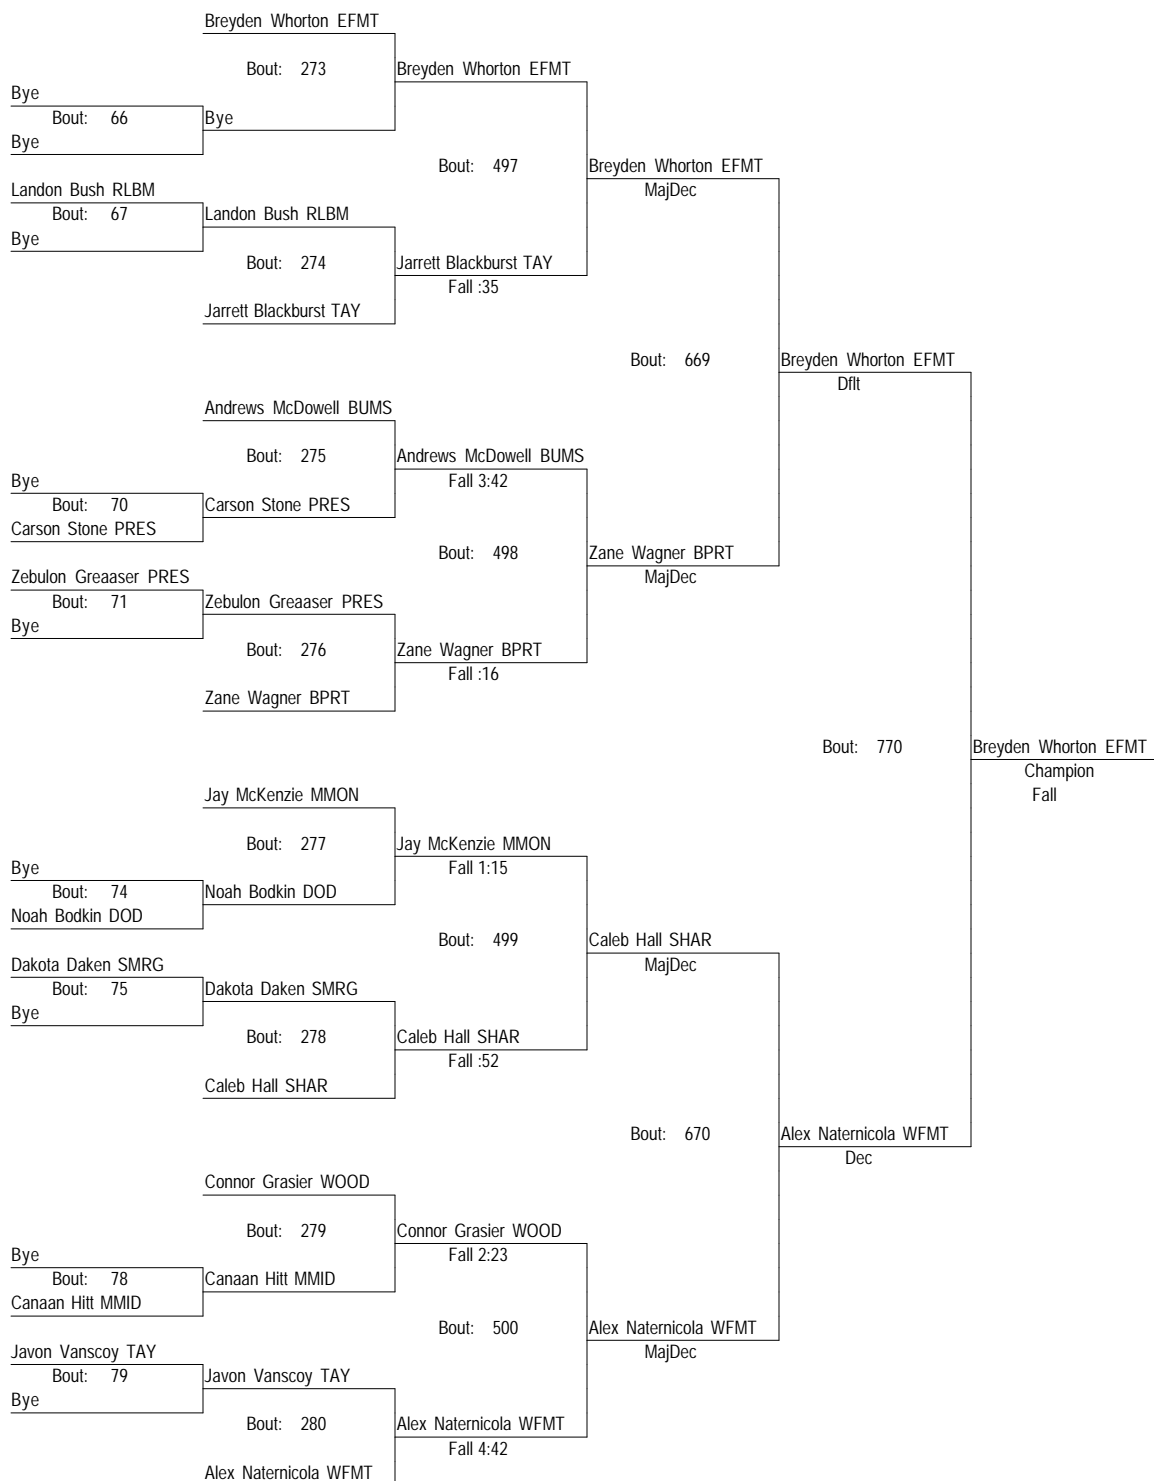 Breyden Whorton EFMT
Bout: 273
Breyden Whorton EFMT
Bye
Bout: 66
Bye
Bye
Bout: 497
Breyden Whorton EFMT
MajDec
Landon Bush RLBM
Bout: 67
Landon Bush RLBM
Bye
Bout: 274
Jarrett Blackburst TAY
Fall :35
Jarrett Blackburst TAY
Bout: 669
Breyden Whorton EFMT
Dflt
Andrews McDowell BUMS
Bout: 275
Andrews McDowell BUMS
Fall 3:42
Bye
Bout: 70
Carson Stone PRES
Carson Stone PRES
Bout: 498
Zane Wagner BPRT
MajDec
Zebulon Greaaser PRES
Bout: 71
Zebulon Greaaser PRES
Bye
Bout: 276
Zane Wagner BPRT
Fall :16
Zane Wagner BPRT
Bout: 770
Breyden Whorton EFMT
Champion
Fall
Jay McKenzie MMON
Bout: 277
Jay McKenzie MMON
Fall 1:15
Bye
Bout: 74
Noah Bodkin DOD
Noah Bodkin DOD
Bout: 499
Caleb Hall SHAR
MajDec
Dakota Daken SMRG
Bout: 75
Dakota Daken SMRG
Bye
Bout: 278
Caleb Hall SHAR
Fall :52
Caleb Hall SHAR
Bout: 670
Alex Naternicola WFMT
Dec
Connor Grasier WOOD
Bout: 279
Connor Grasier WOOD
Fall 2:23
Bye
Bout: 78
Canaan Hitt MMID
Canaan Hitt MMID
Bout: 500
Alex Naternicola WFMT
MajDec
Javon Vanscoy TAY
Bout: 79
Javon Vanscoy TAY
Bye
Bout: 280
Alex Naternicola WFMT
Fall 4:42
Alex Naternicola WFMT